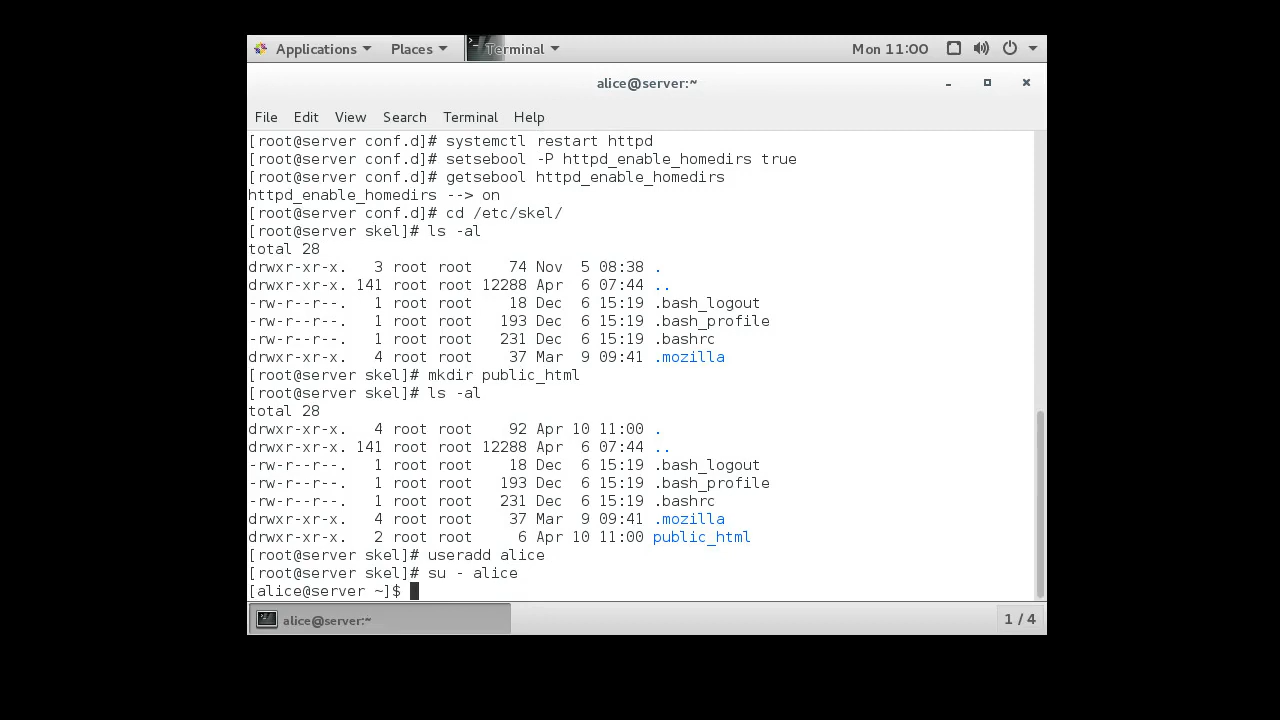 Applications Places Terminal Mon 11:00
alice@server:~
File Edit View Search Terminal Help
[root@server conf.d]# systemctl restart httpd
[root@server conf.d]# setsebool -P httpd_enable_homedirs true
[root@server conf.d]# getsebool httpd_enable_homedirs
httpd_enable_homedirs --> on
[root@server conf.d]# cd /etc/skel/
[root@server skel]# ls -al
total 28
drwxr-xr-x.   3 root root    74 Nov  5 08:38 .
drwxr-xr-x. 141 root root 12288 Apr  6 07:44 ..
-rw-r--r--.   1 root root    18 Dec  6 15:19 .bash_logout
-rw-r--r--.   1 root root   193 Dec  6 15:19 .bash_profile
-rw-r--r--.   1 root root   231 Dec  6 15:19 .bashrc
drwxr-xr-x.   4 root root    37 Mar  9 09:41 .mozilla
[root@server skel]# mkdir public_html
[root@server skel]# ls -al
total 28
drwxr-xr-x.   4 root root    92 Apr 10 11:00 .
drwxr-xr-x. 141 root root 12288 Apr  6 07:44 ..
-rw-r--r--.   1 root root    18 Dec  6 15:19 .bash_logout
-rw-r--r--.   1 root root   193 Dec  6 15:19 .bash_profile
-rw-r--r--.   1 root root   231 Dec  6 15:19 .bashrc
drwxr-xr-x.   4 root root    37 Mar  9 09:41 .mozilla
drwxr-xr-x.   2 root root     6 Apr 10 11:00 public_html
[root@server skel]# useradd alice
[root@server skel]# su - alice
[alice@server ~]$
alice@server:~ 1 / 4